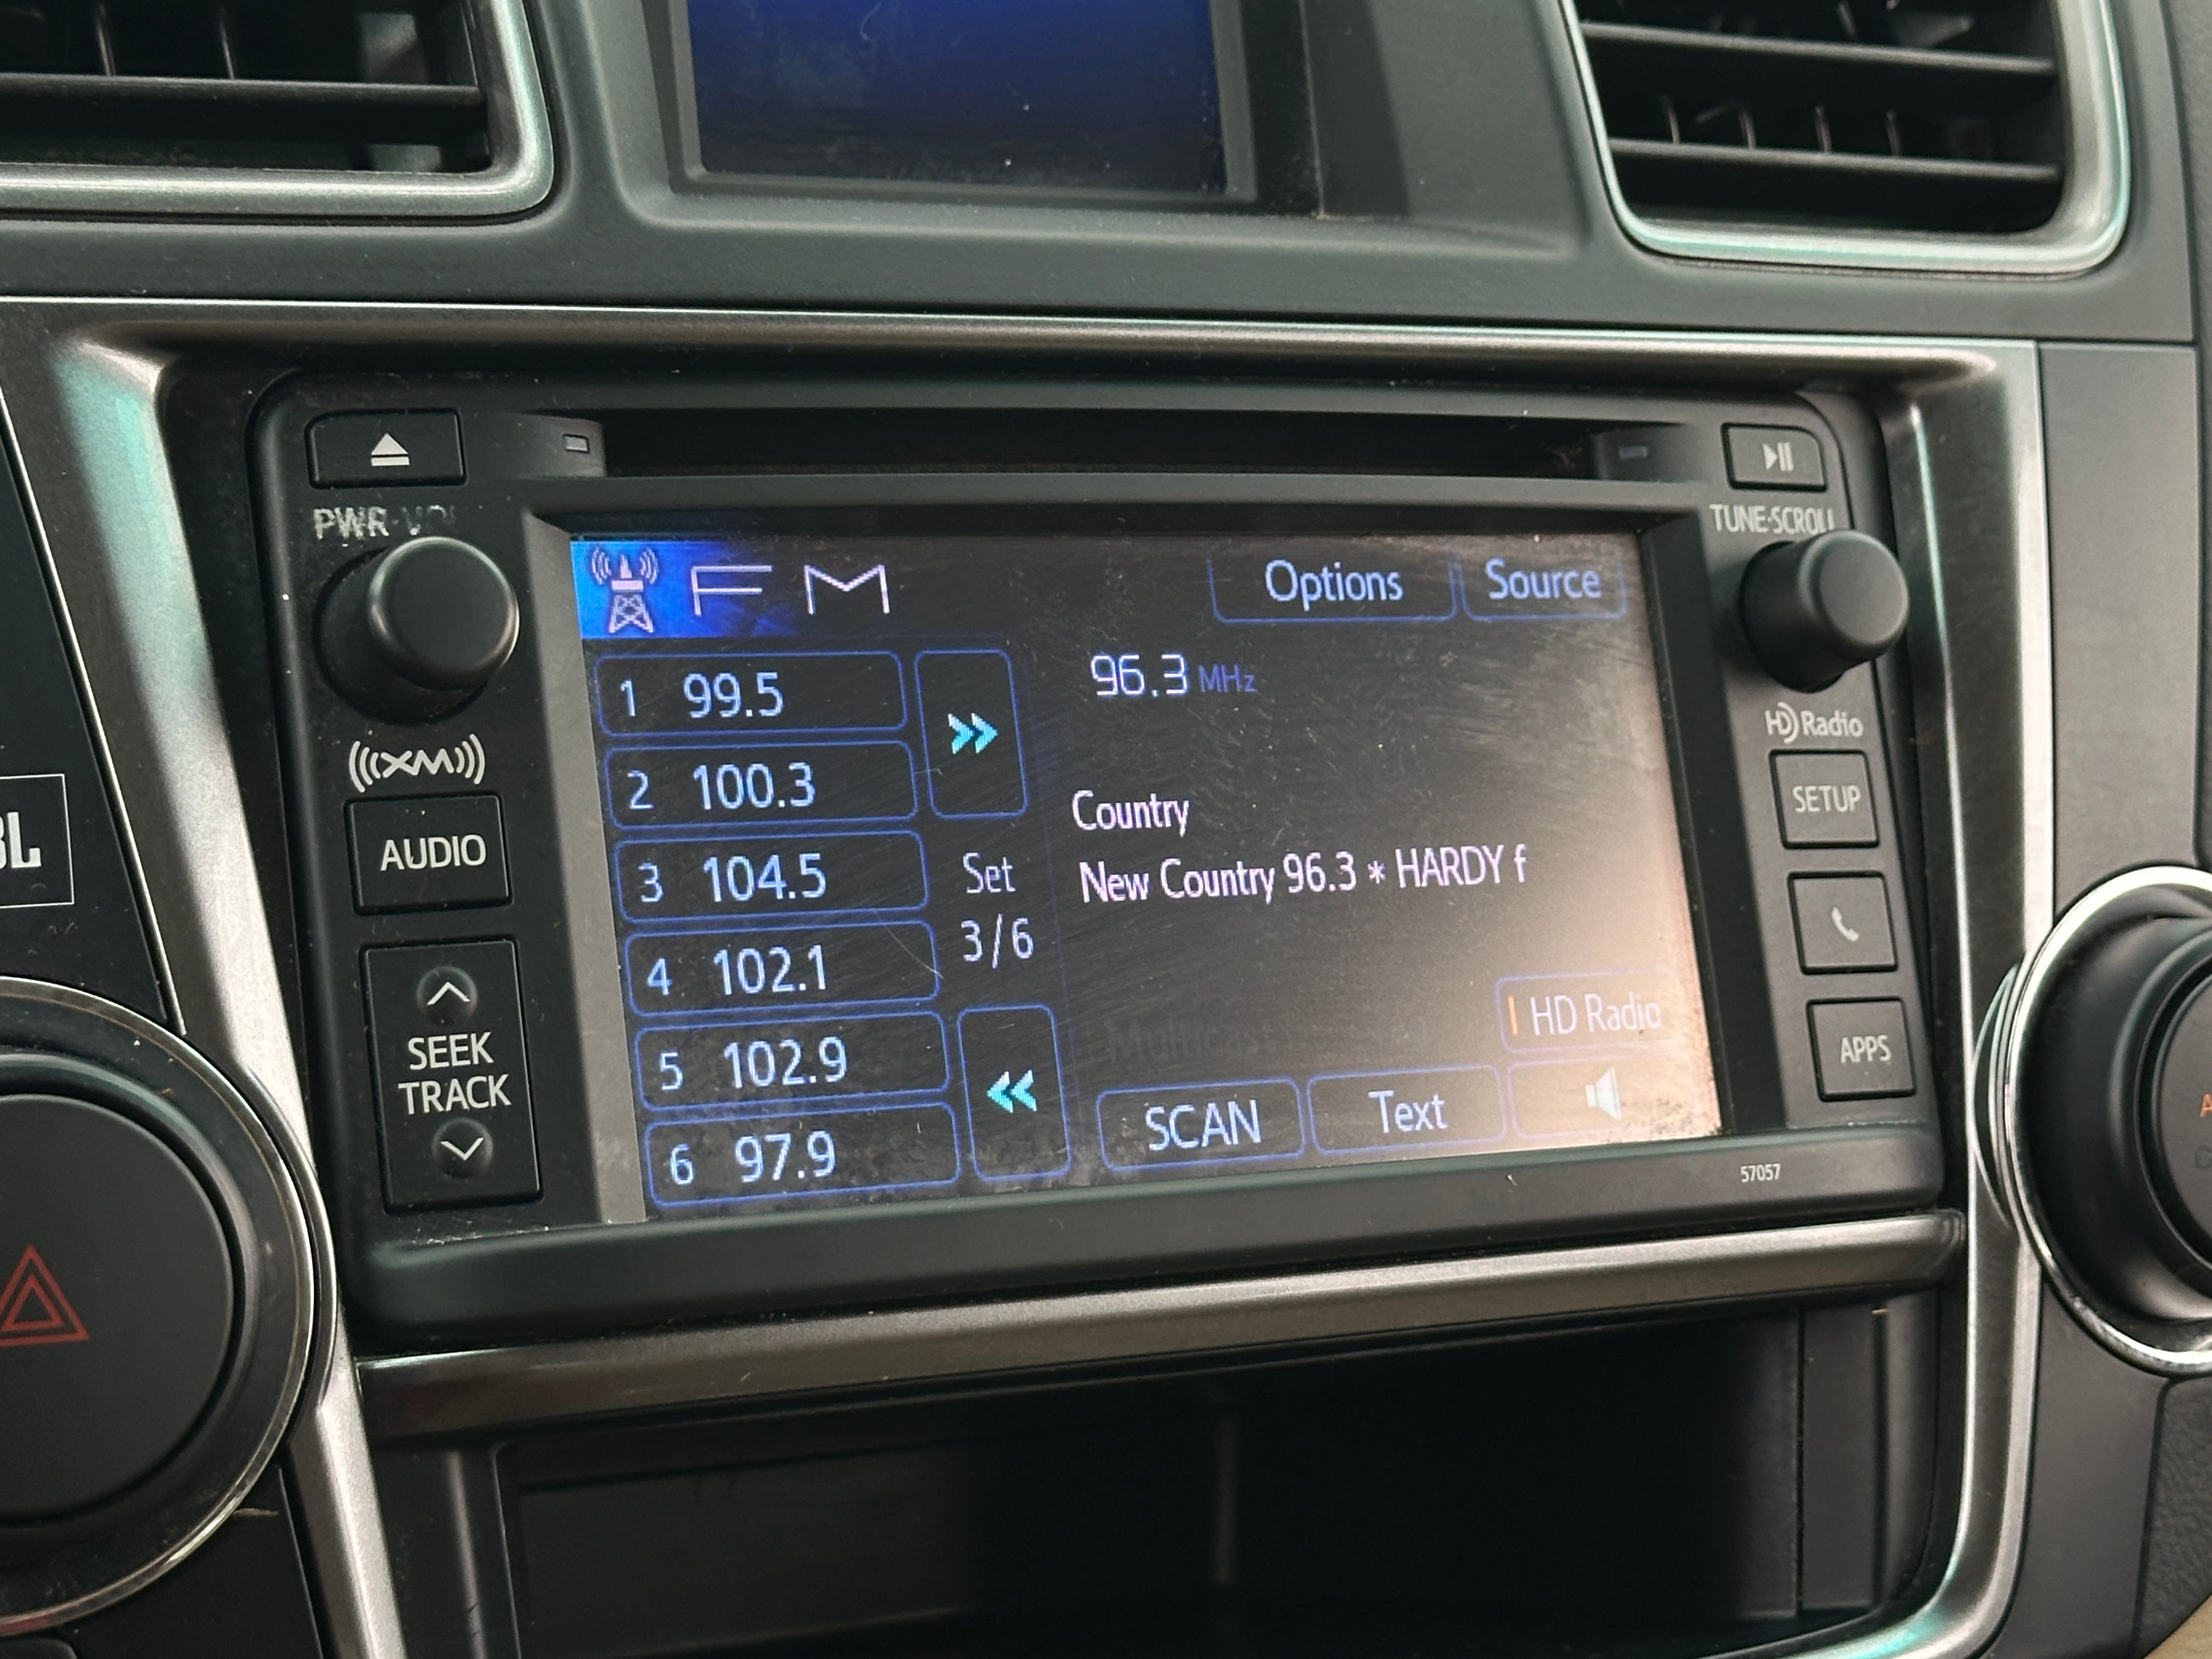 PWR·VOL
TUNE·SCROLL
FM
Options
Source
1 99.5
96.3 MHz
2 100.3
HD Radio
((XM))
SETUP
AUDIO
Country
3 104.5
Set
New Country 96.3 * HARDY f
3/6
4 102.1
HD Radio
SEEK
TRACK
APPS
5 102.9
SCAN
Text
6 97.9
57057